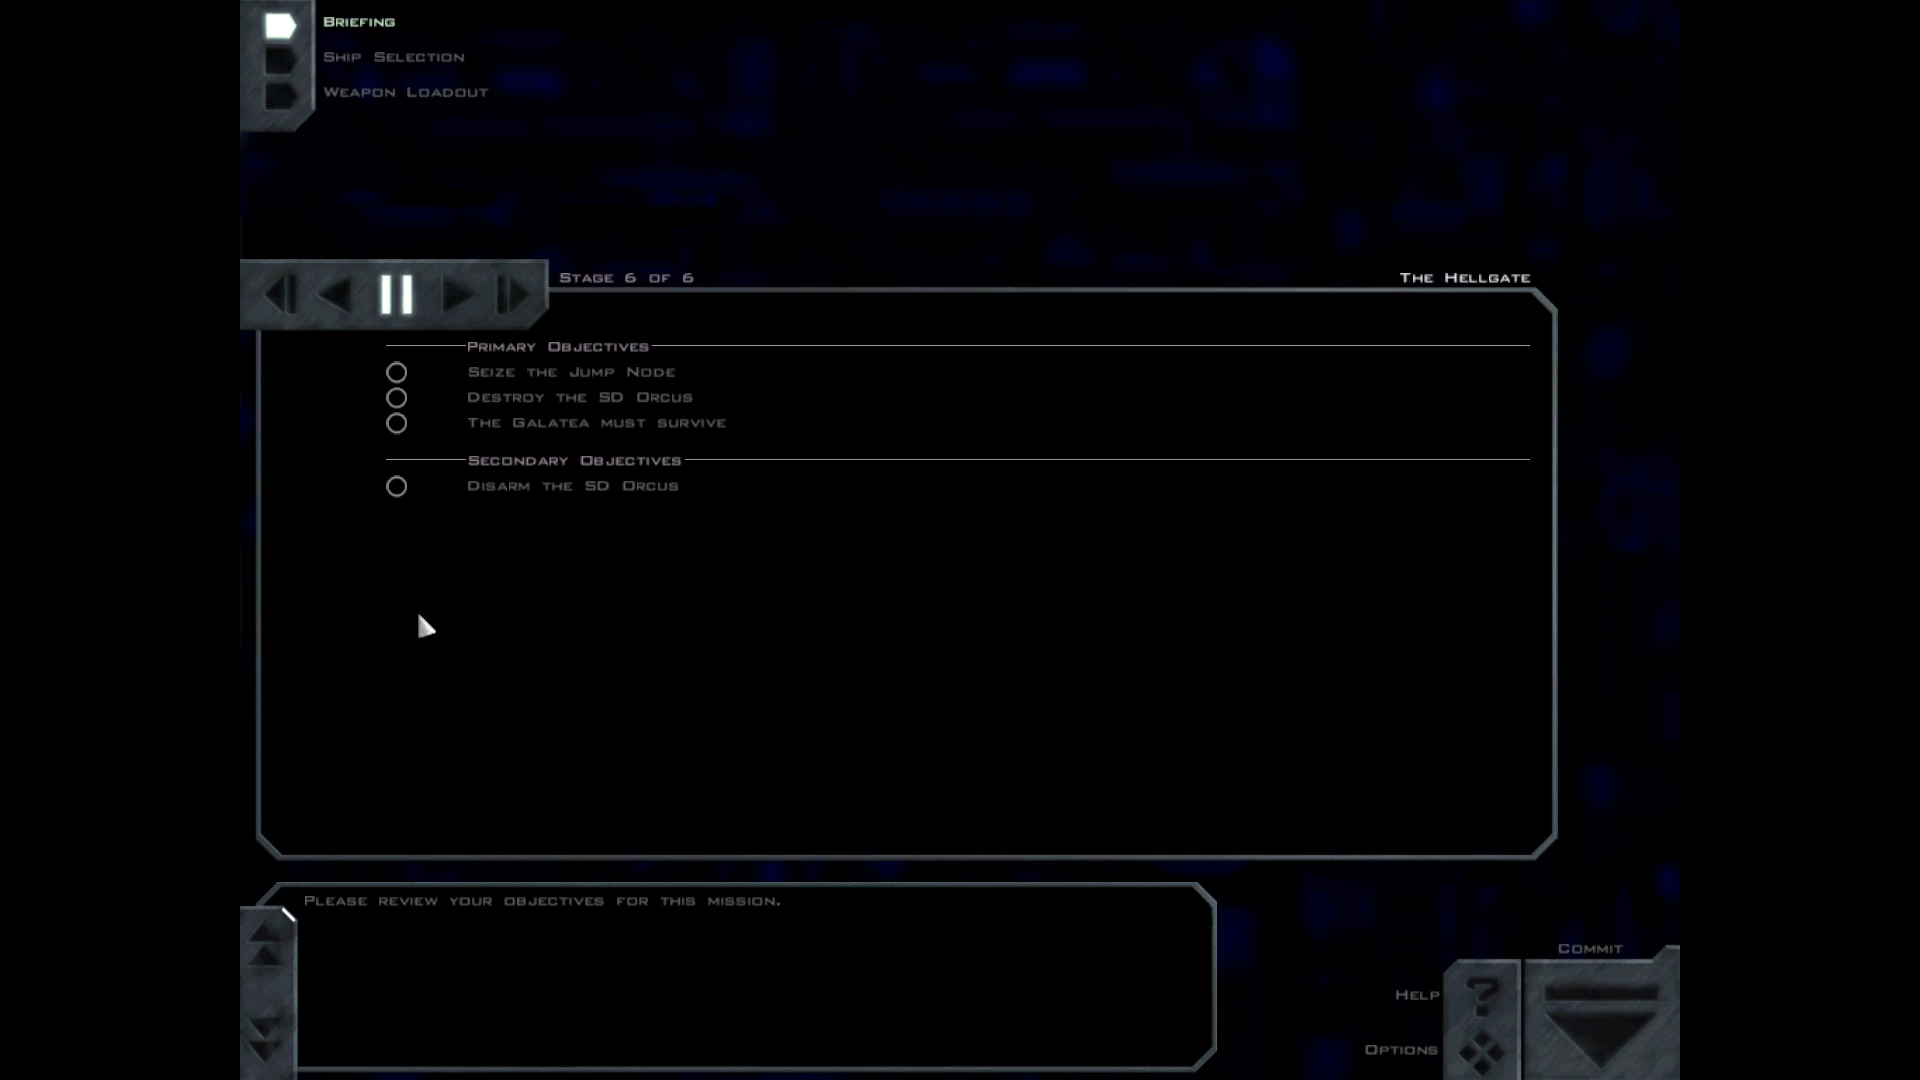 Briefing
Ship Selection
Weapon Loadout
Stage 6 of 6
The Hellgate
Primary Objectives
Seize the Jump Node
Destroy the SD Orcus
The Galatea must survive
Secondary Objectives
Disarm the SD Orcus
Please review your objectives for this mission.
Commit
Help
?
Options